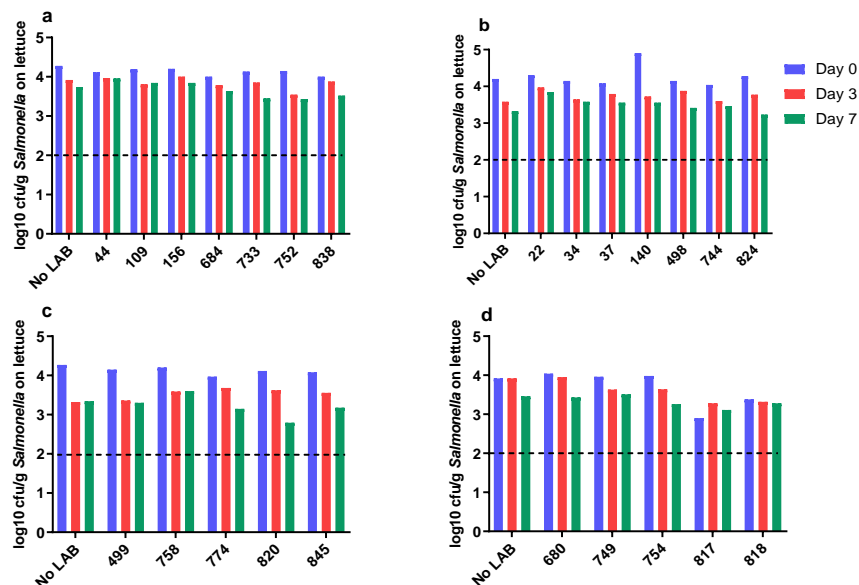 a
log10 cfu/g Salmonella on lettuce
5
4
3
2
1
0
No LAB 44 109 156 684 733 752 838
b
log10 cfu/g Salmonella on lettuce
5
4
3
2
1
0
No LAB 22 34 37 140 498 744 824
Day 0
Day 3
Day 7
c
log10 cfu/g Salmonella on lettuce
5
4
3
2
1
0
No LAB 499 758 774 820 845
d
log10 cfu/g Salmonella on lettuce
5
4
3
2
1
0
No LAB 680 749 754 817 818